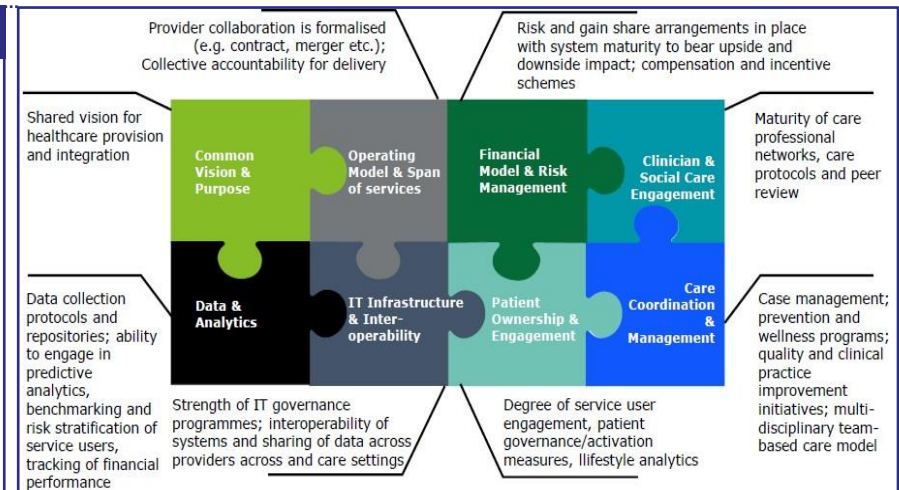 Provider collaboration is formalised
(e.g. contract, merger etc.);
Collective accountability for delivery
Risk and gain share arrangements in place
with system maturity to bear upside and
downside impact; compensation and incentive
schemes
Shared vision for
healthcare provision
and integration
Common
Vision &
Purpose
Operating
Model & Span
of services
Financial
Model & Risk
Management
Clinician &
Social Care
Engagement
Maturity of care
professional
networks, care
protocols and peer
review
Data collection
protocols and
repositories; ability
to engage in
predictive
analytics,
benchmarking and
risk stratification of
service users,
tracking of financial
performance
Data &
Analytics
IT Infrastructure
& Inter-
operability
Patient
Ownership &
Engagement
Care
Coordination
&
Management
Case management;
prevention and
wellness programs;
quality and clinical
practice
improvement
initiatives; multi-
disciplinary team-
based care model
Strength of IT governance
programmes; interoperability of
systems and sharing of data across
providers across and care settings
Degree of service user
engagement, patient
governance/activation
measures, llifestyle analytics